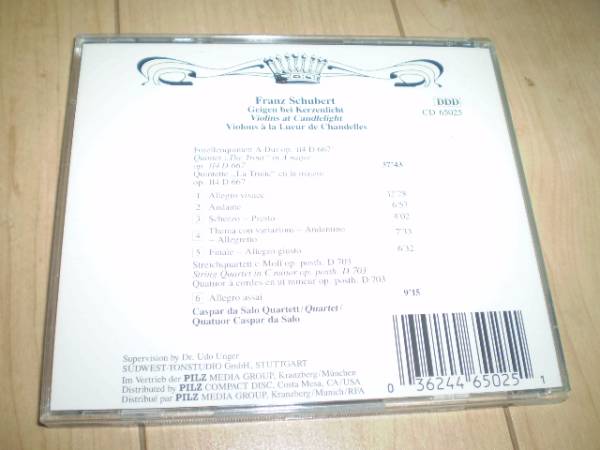 Franz Schubert
Geigen bei Kerzenlicht
Violins at Candlelight
Violons à la Lueur de Chandelles
DDD
CD 65025
Forellenquintett A-Dur op. 114 D 667
Quintet „The Trout" in A major
op. 114 D 667 37'43
Quintette „La Truite" en la majeur
op. 114 D 667
1 Allegro vivace
2 Andante 6'53
3 Scherzo – Presto 4'02
4 Thema con variazioni – Andantino
– Allegretto 7'33
5 Finale – Allegro giusto 6'32
Streichquartett c-Moll op. posth. D 703
String Quartet in C minor op. posth. D 703
Quatuor à cordes en ut mineur op. posth. D 703
6 Allegro assai 9'15
Caspar da Salo Quartett/Quartet/
Quatuor Caspar da Salo
Supervision by Dr. Udo Unger
SÜDWEST-TONSTUDIO GmbH, STUTTGART
Im Vertrieb der PILZ MEDIA GROUP, Kranzberg/München
Distributed by PILZ COMPACT DISC, Costa Mesa, CA/USA
Distribué par PILZ MEDIA GROUP, Kranzberg/Munich/RFA
0 36244 65025 1